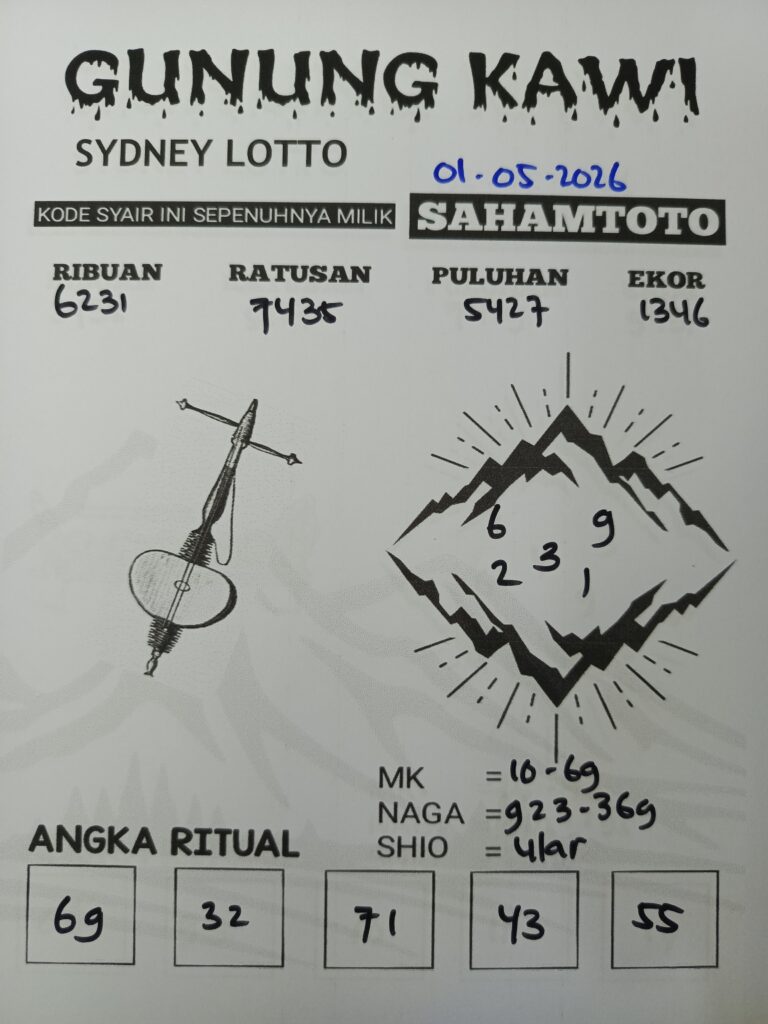 GUNUNG KAWI
SYDNEY LOTTO
01-05-2026
KODE SYAIR INI SEPENUHNYA MILIK SAHAMTOTO
RIBUAN RATUSAN PULUHAN EKOR
6231 7435 5427 1346
6 9
3
2 1
MK = 10-69
NAGA = 923-369
SHIO = ular
ANGKA RITUAL
69 32 71 43 55